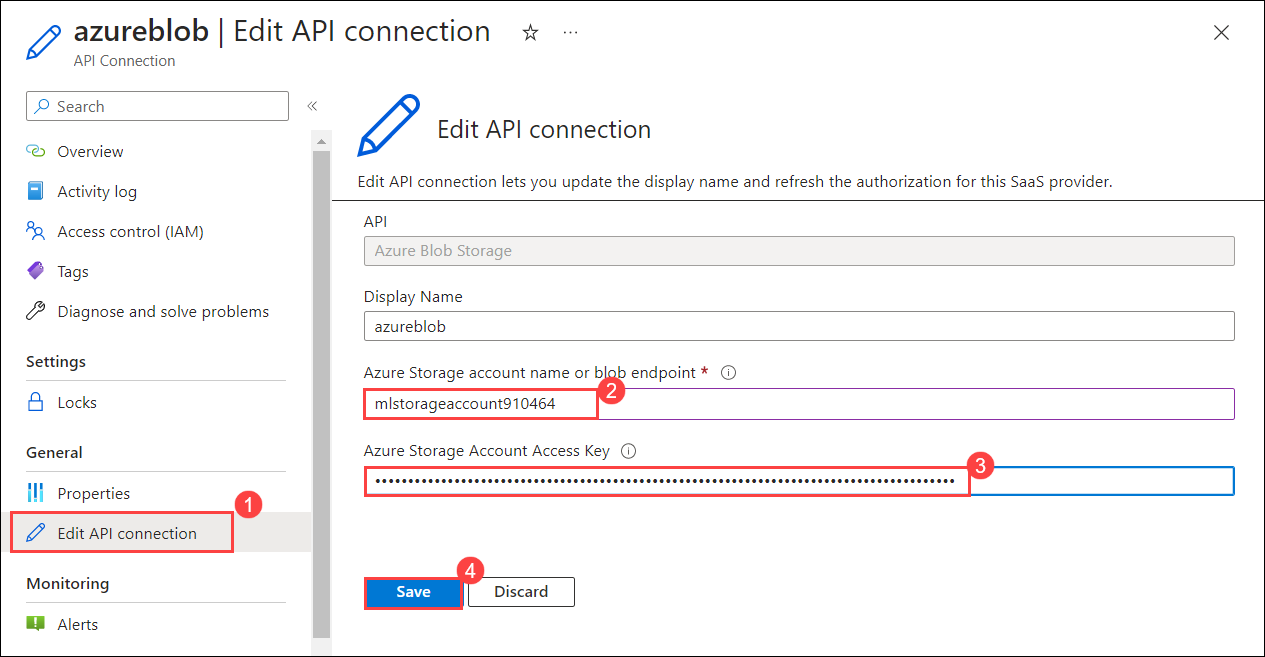 azureblob | Edit API connection ...
API Connection
Search «
Overview
Activity log
Access control (IAM)
Tags
Diagnose and solve problems
Settings
Locks
General
Properties
1
Edit API connection
Monitoring
Alerts
Edit API connection
Edit API connection lets you update the display name and refresh the authorization for this SaaS provider.
API
Azure Blob Storage
Display Name
azureblob
Azure Storage account name or blob endpoint *
2
mlstorageaccount910464
Azure Storage Account Access Key
3
4
Save Discard